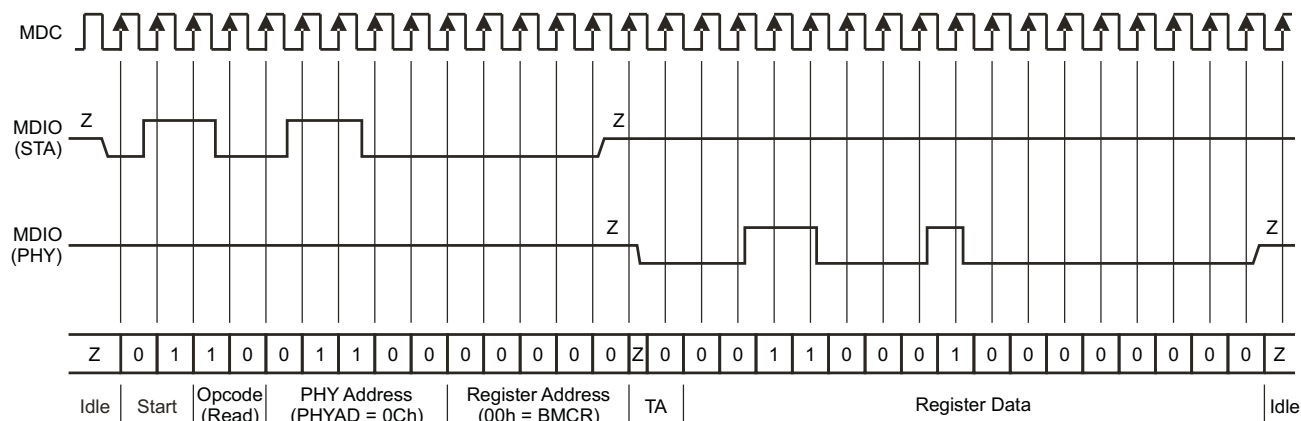 MDC
Z
Z
MDIO
(STA)
Z
Z
MDIO
(PHY)
Z 0 1 1 0 0 1 1 0 0 0 0 0 0 0 Z 0 0 0 1 1 0 0 0 1 0 0 0 0 0 0 0 0 Z
Idle Start Opcode PHY Address Register Address TA Register Data Idle
(Read) (PHYAD = 0Ch) (00h = BMCR)